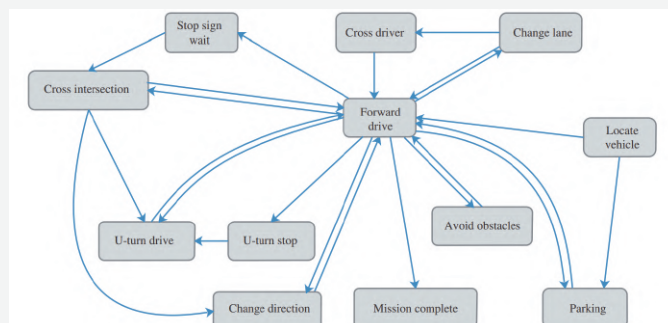 Stop sign
wait
Cross driver
Change lane
Cross intersection
Forward
drive
Locate
vehicle
U-turn drive
U-turn stop
Avoid obstacles
Change direction
Mission complete
Parking